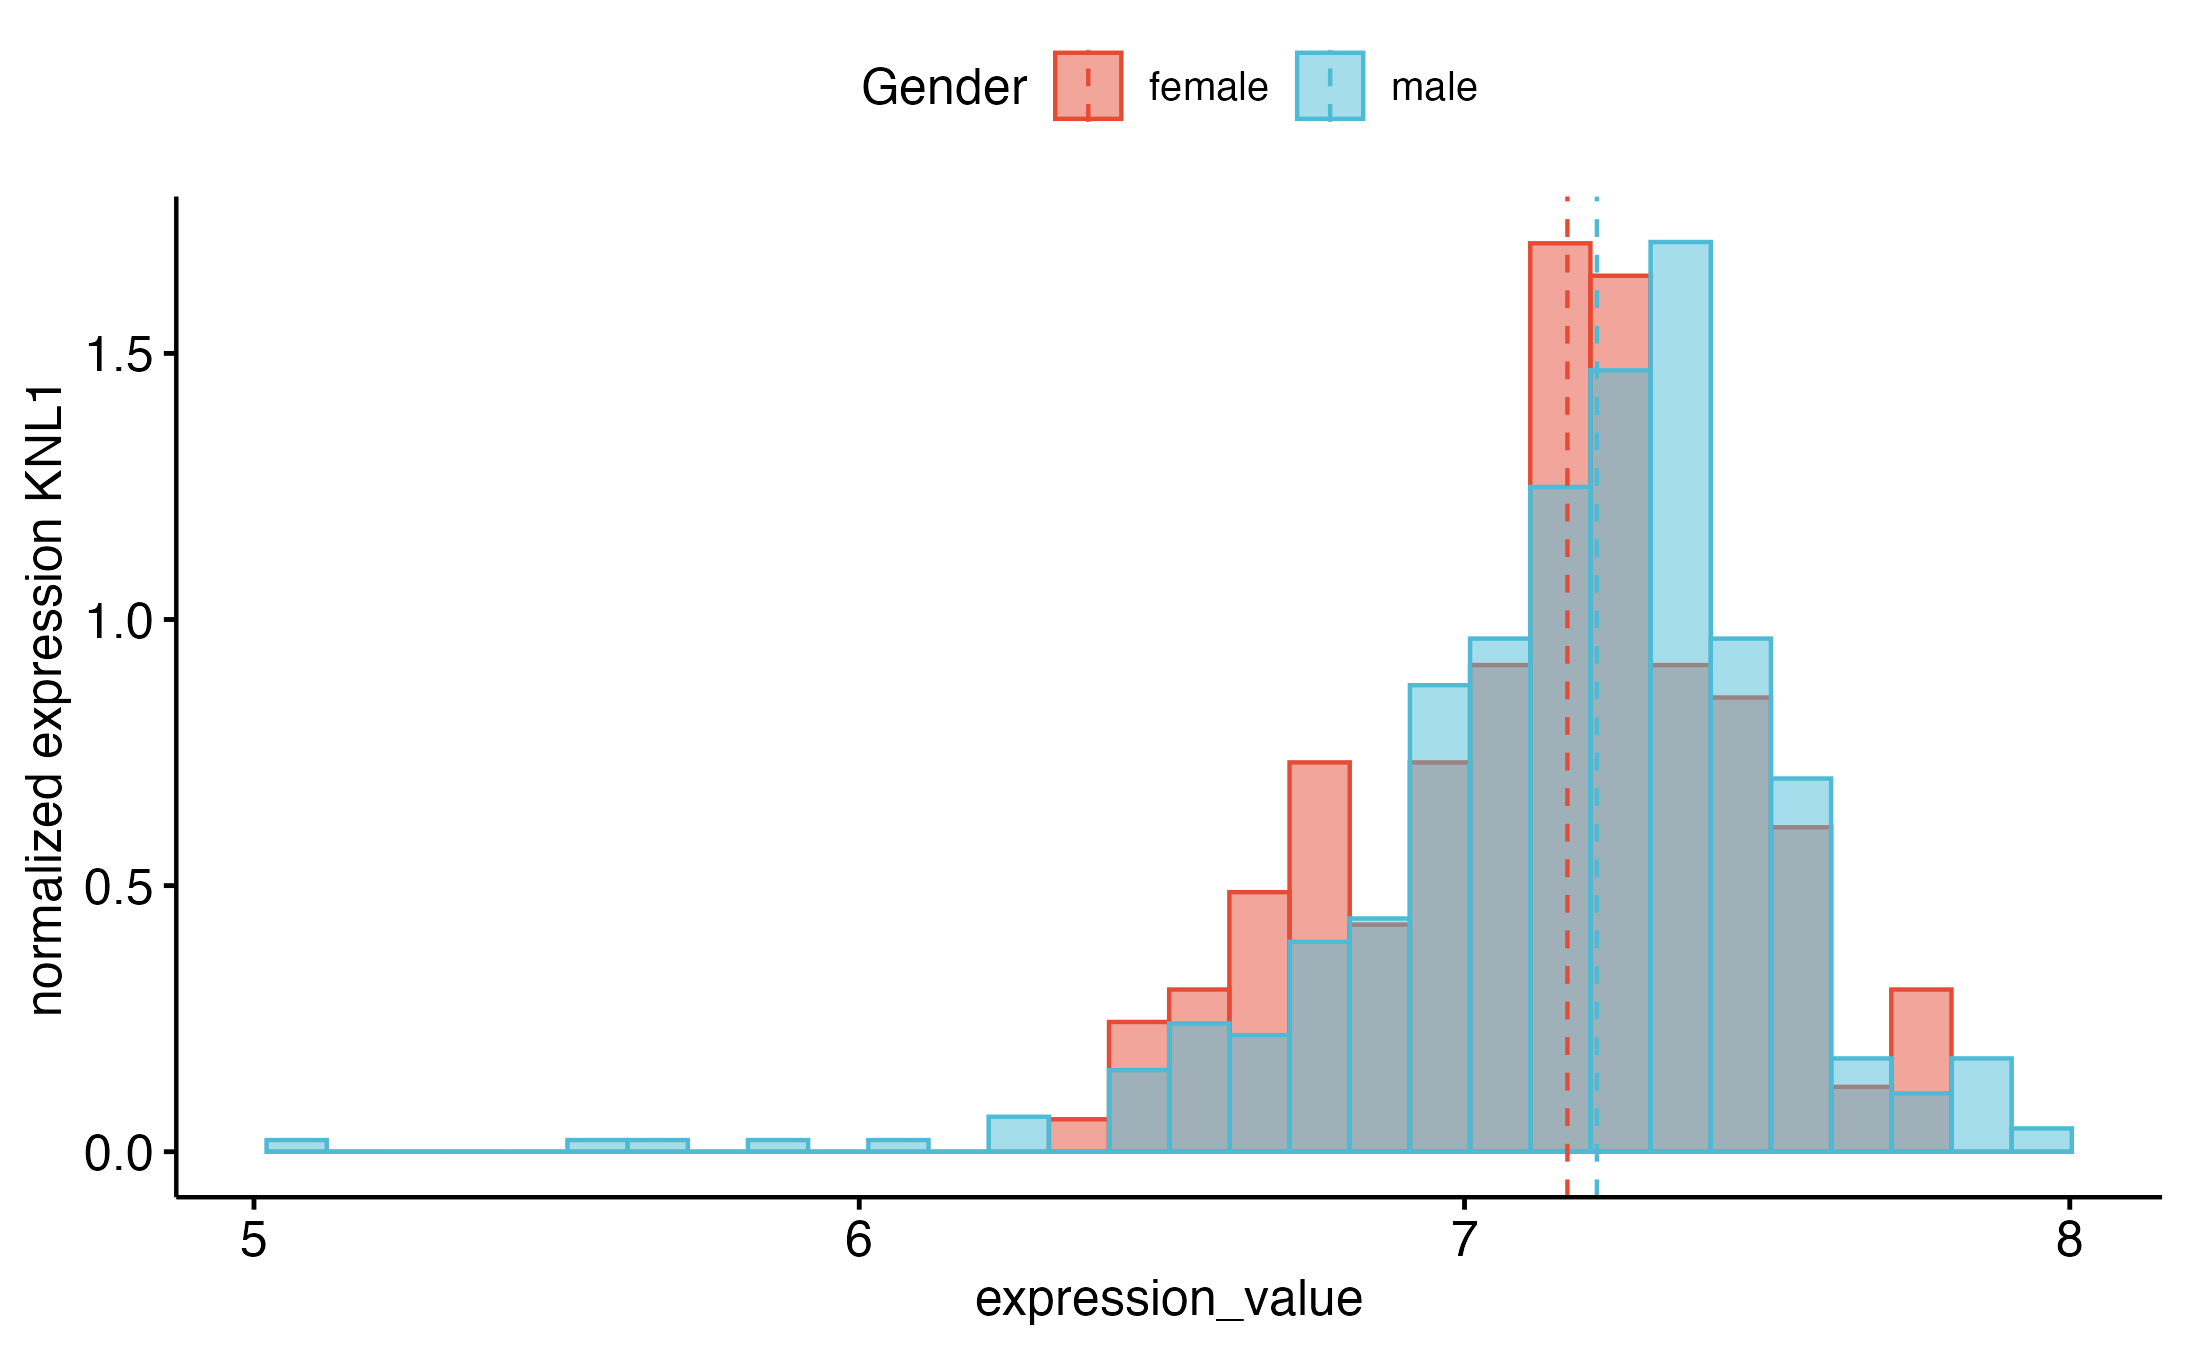 Gender female male
normalized expression KNL1
1.5
1.0
0.5
0.0
5 6 7 8
expression_value